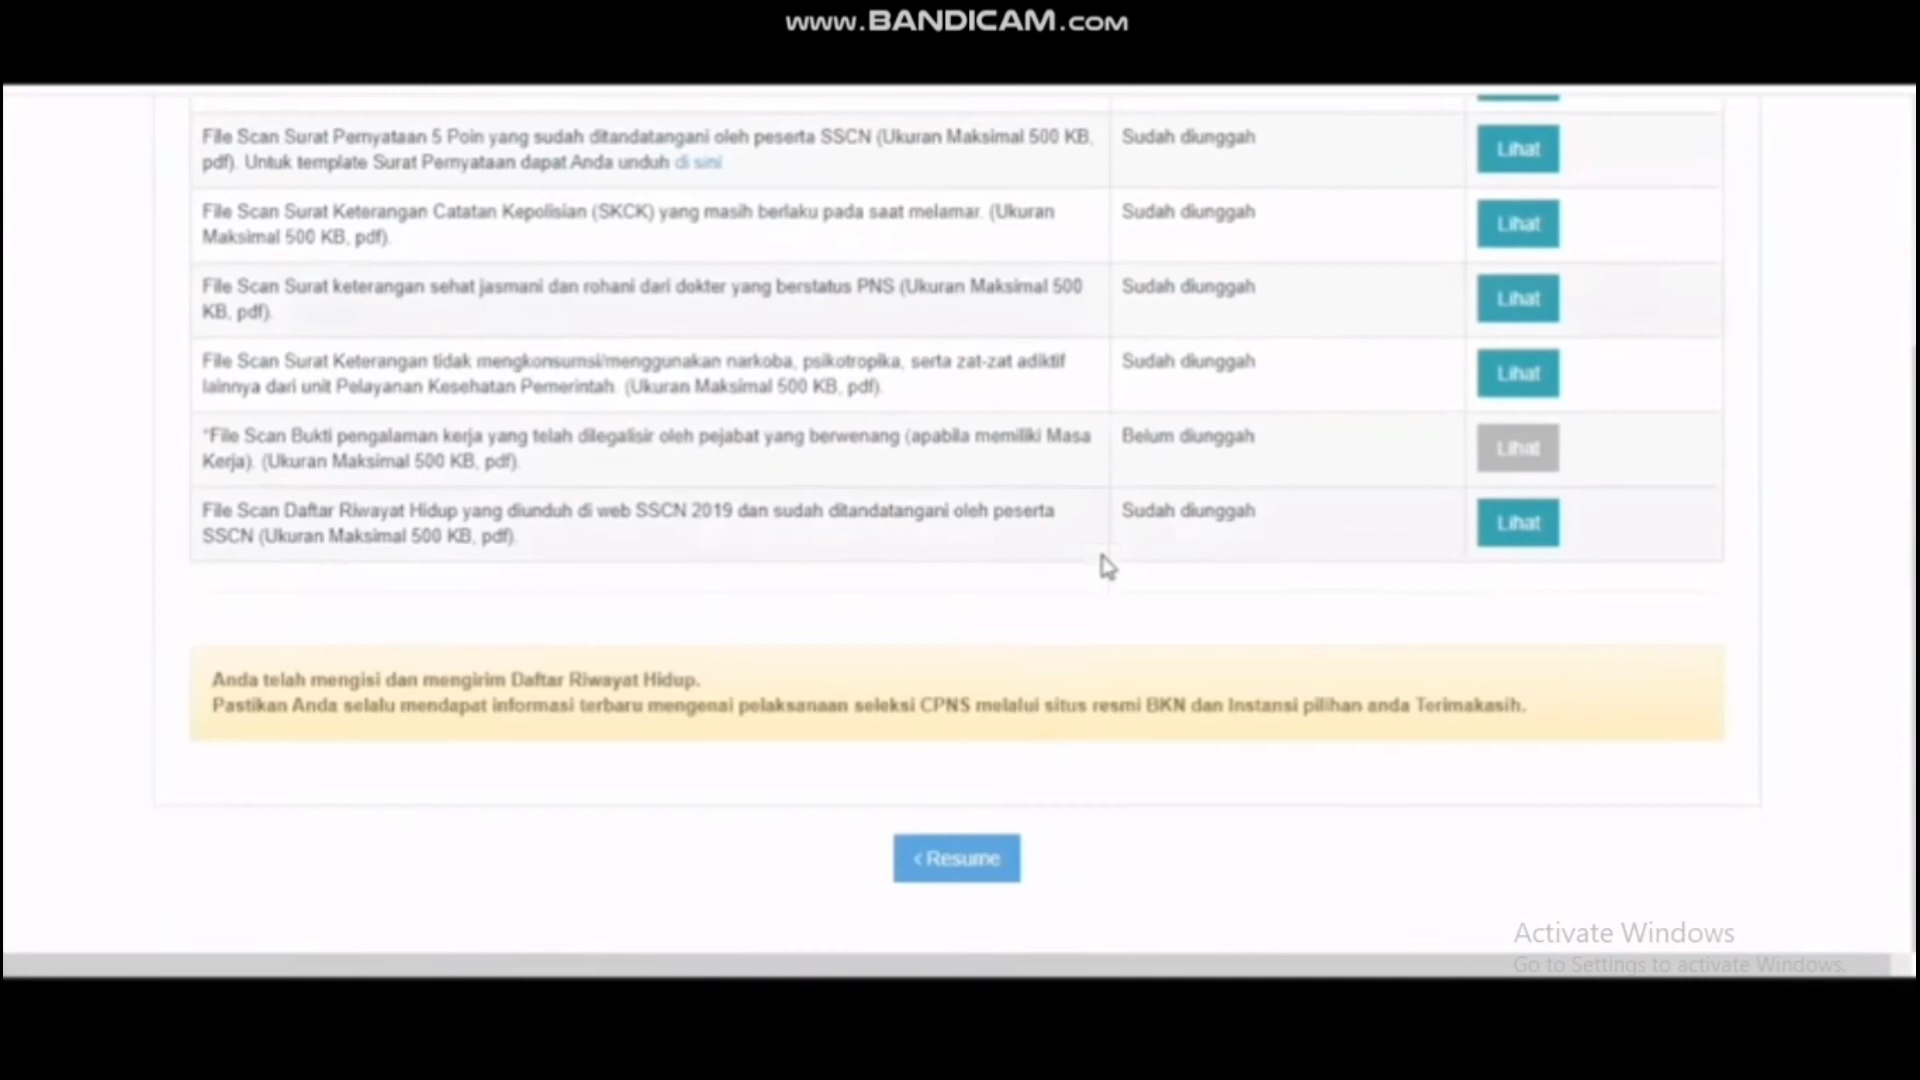 www.BANDICAM.com
File Scan Surat Pernyataan 5 Poin yang sudah ditandatangani oleh peserta SSCN (Ukuran Maksimal 500 KB, pdf). Untuk template Surat Pernyataan dapat Anda unduh di sini
Sudah diunggah
Lihat
File Scan Surat Keterangan Catatan Kepolisian (SKCK) yang masih berlaku pada saat melamar. (Ukuran Maksimal 500 KB, pdf).
Sudah diunggah
Lihat
File Scan Surat keterangan sehat jasmani dan rohani dari dokter yang berstatus PNS (Ukuran Maksimal 500 KB, pdf).
Sudah diunggah
Lihat
File Scan Surat Keterangan tidak mengkonsumsi/menggunakan narkoba, psikotropika, serta zat-zat adiktif lainnya dari unit Pelayanan Kesehatan Pemerintah. (Ukuran Maksimal 500 KB, pdf).
Sudah diunggah
Lihat
*File Scan Bukti pengalaman kerja yang telah dilegalisir oleh pejabat yang berwenang (apabila memiliki Masa Kerja). (Ukuran Maksimal 500 KB, pdf).
Belum diunggah
Lihat
File Scan Daftar Riwayat Hidup yang diunduh di web SSCN 2019 dan sudah ditandatangani oleh peserta SSCN (Ukuran Maksimal 500 KB, pdf).
Sudah diunggah
Lihat
Anda telah mengisi dan mengirim Daftar Riwayat Hidup.
Pastikan Anda selalu mendapat informasi terbaru mengenai pelaksanaan seleksi CPNS melalui situs resmi BKN dan Instansi pilihan anda Terimakasih.
< Resume
Activate Windows
Go to Settings to activate Windows.